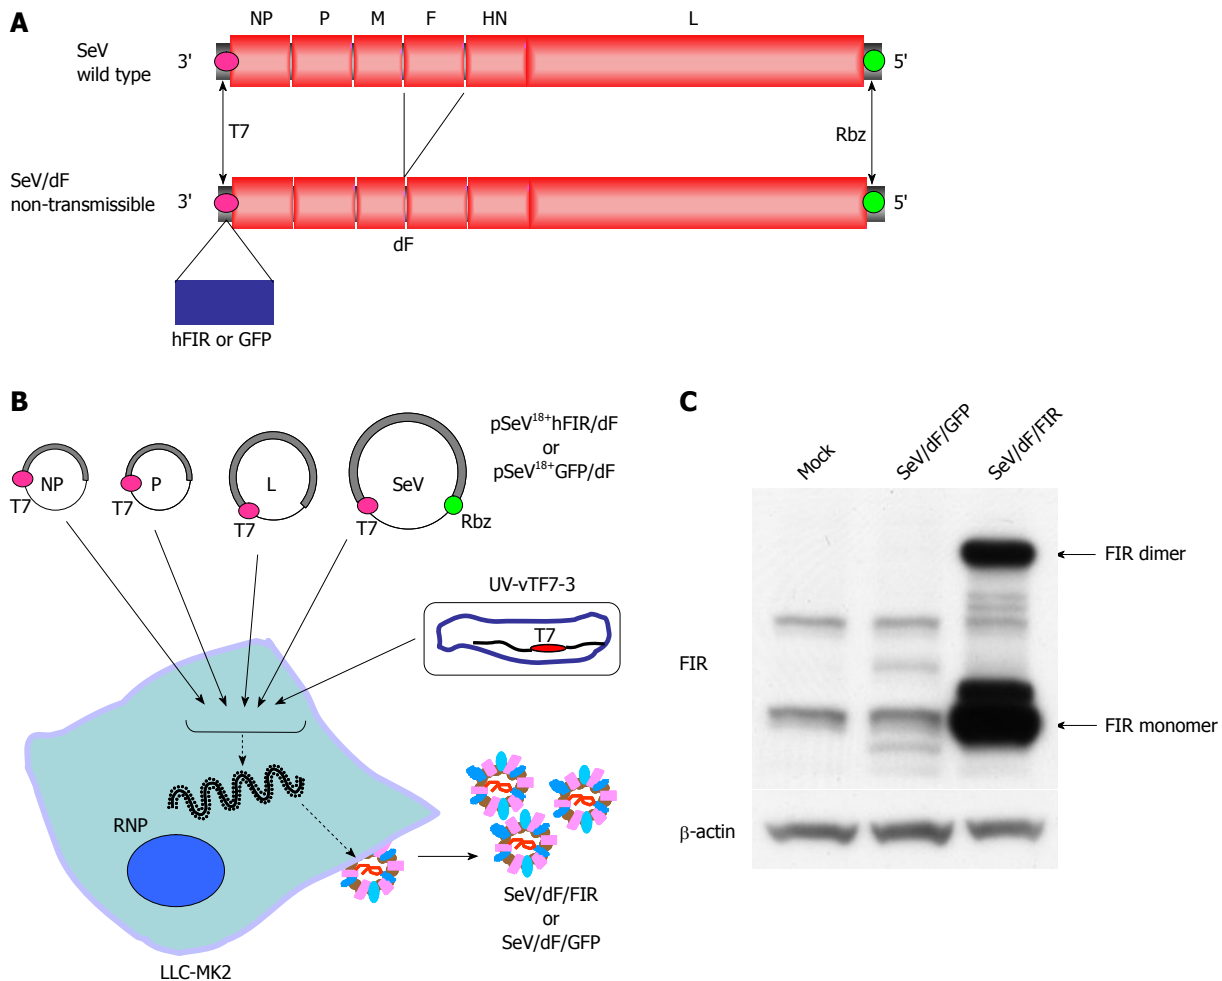 A
NP P M F HN L
SeV
wild type
3'
5'
T7
Rbz
SeV/dF
non-transmissible
3'
5'
dF
hFIR or GFP
B
NP
T7
P
T7
L
T7
SeV
T7
Rbz
pSeV18+hFIR/dF
or
pSeV18+GFP/dF
UV-vTF7-3
T7
RNP
LLC-MK2
SeV/dF/FIR
or
SeV/dF/GFP
C
Mock
SeV/dF/GFP
SeV/dF/FIR
FIR dimer
FIR
FIR monomer
β-actin